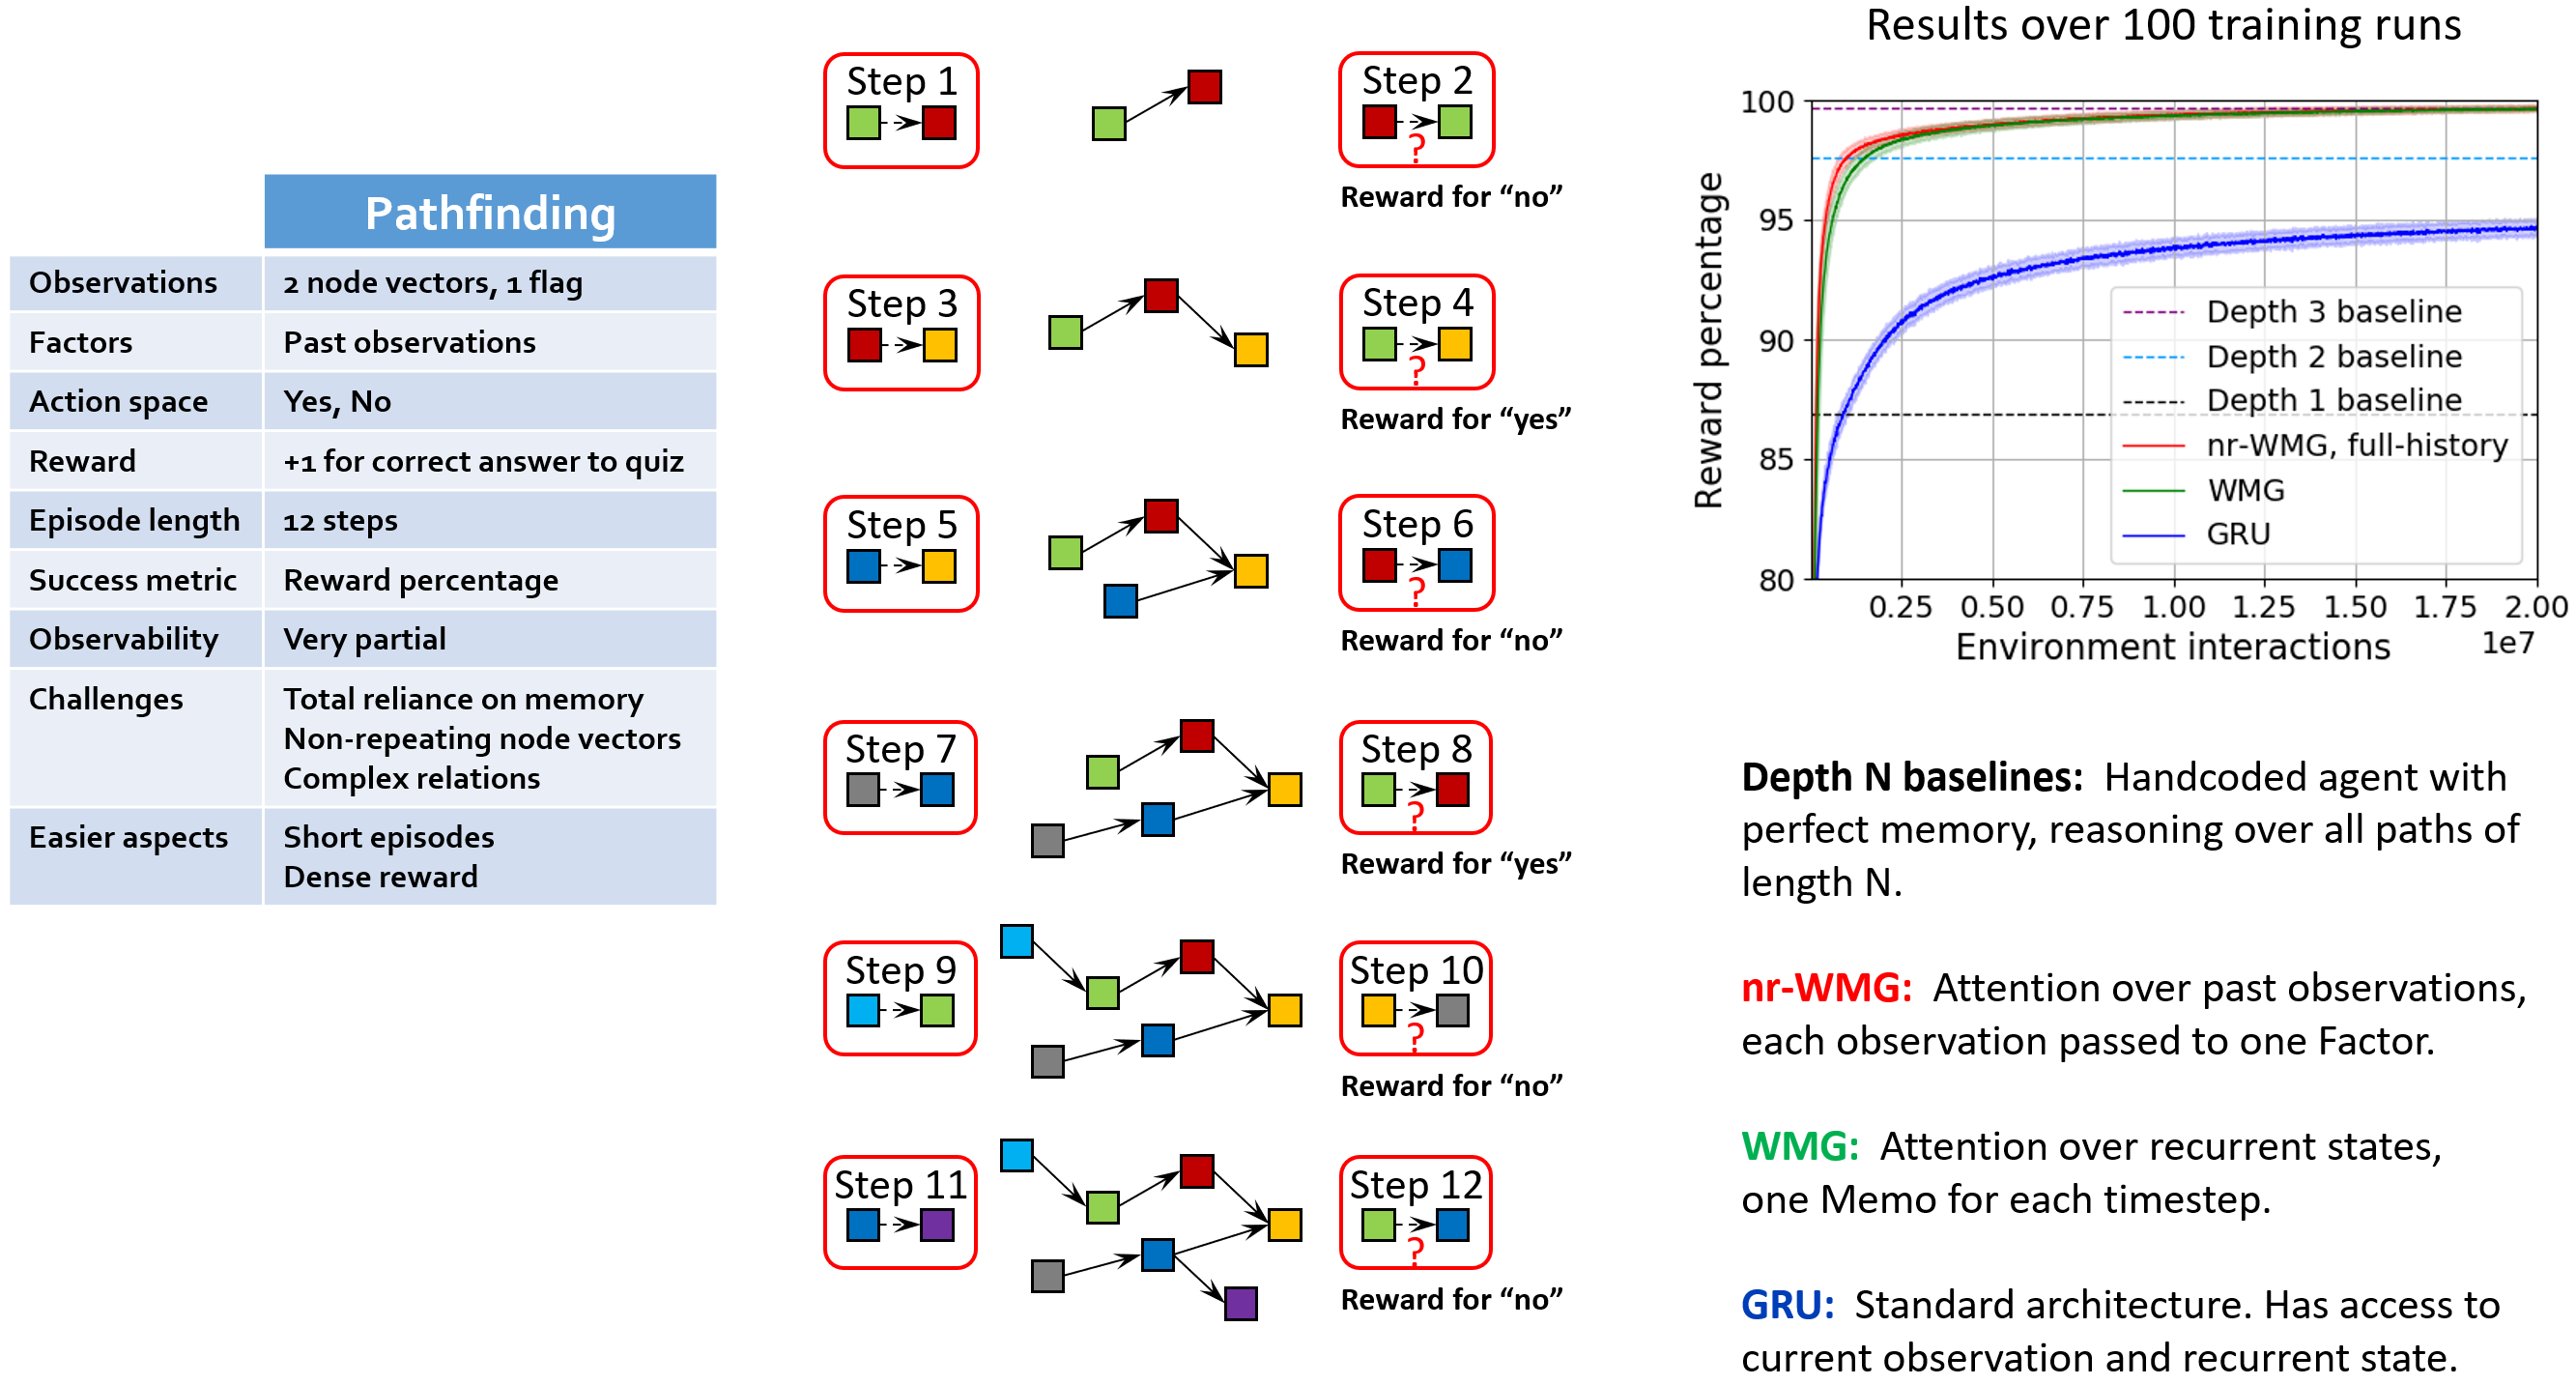 Pathfinding
Observations 2 node vectors, 1 flag
Factors Past observations
Action space Yes, No
Reward +1 for correct answer to quiz
Episode length 12 steps
Success metric Reward percentage
Observability Very partial
Challenges Total reliance on memory
Non-repeating node vectors
Complex relations
Easier aspects Short episodes
Dense reward
Step 1
Step 2
?
Reward for “no”
Step 3
Step 4
?
Reward for “yes”
Step 5
Step 6
?
Reward for “no”
Step 7
Step 8
?
Reward for “yes”
Step 9
Step 10
?
Reward for “no”
Step 11
Step 12
?
Reward for “no”
Results over 100 training runs
Reward percentage
100
95
90
85
80
Depth 3 baseline
Depth 2 baseline
Depth 1 baseline
nr-WMG, full-history
WMG
GRU
0.25 0.50 0.75 1.00 1.25 1.50 1.75 2.00
1e7
Environment interactions
Depth N baselines: Handcoded agent with
perfect memory, reasoning over all paths of
length N.
nr-WMG: Attention over past observations,
each observation passed to one Factor.
WMG: Attention over recurrent states,
one Memo for each timestep.
GRU: Standard architecture. Has access to
current observation and recurrent state.